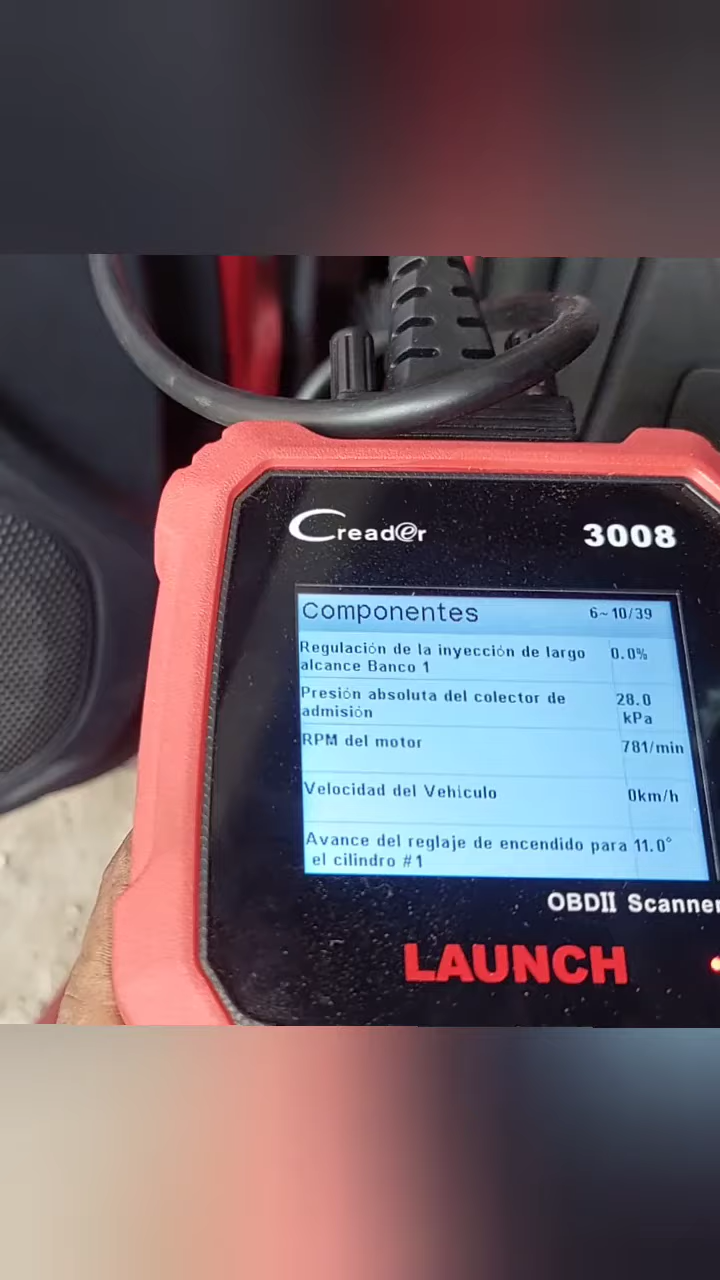 Creader
3008
Componentes 6~10/39
Regulación de la inyección de largo 0.0%
alcance Banco 1
Presión absoluta del colector de 28.0
admisión kPa
RPM del motor 781/min
Velocidad del Vehiculo 0km/h
Avance del reglaje de encendido para 11.0°
el cilindro #1
OBDII Scanner
LAUNCH